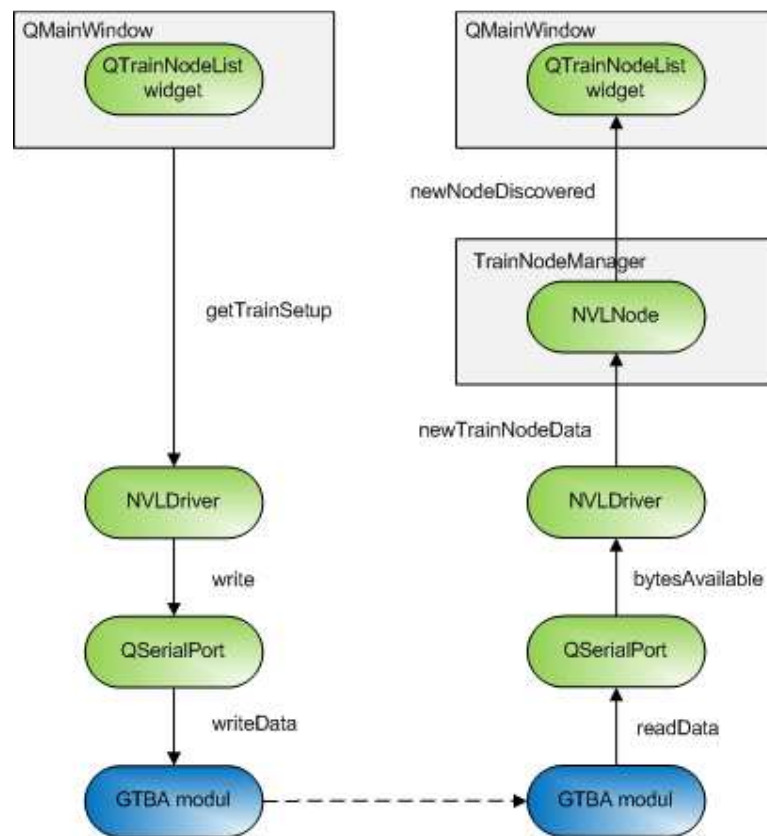 QMainWindow
QTrainNodeList
widget
getTrainSetup
NVLDriver
write
QSerialPort
writeData
GTBA modul
QMainWindow
QTrainNodeList
widget
newNodeDiscovered
TrainNodeManager
NVLNode
newTrainNodeData
NVLDriver
bytesAvailable
QSerialPort
readData
GTBA modul